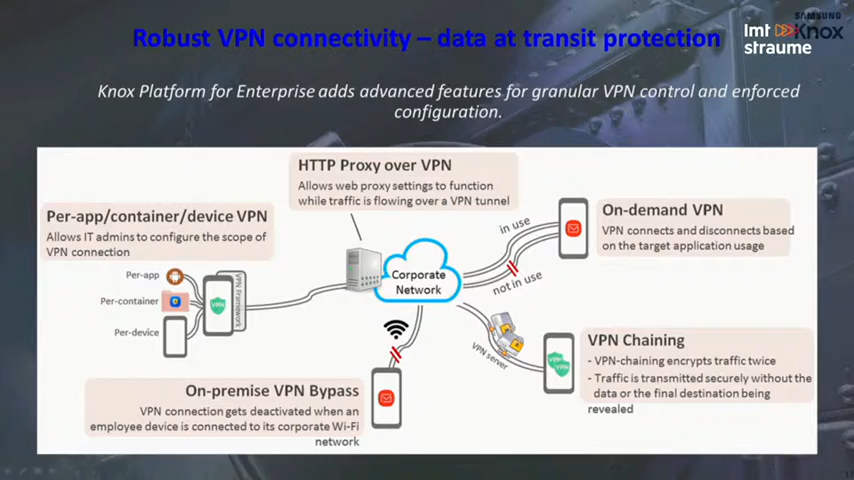 Robust VPN connectivity – data at transit protection
lmt
straume
SAMSUNG
Knox
Knox Platform for Enterprise adds advanced features for granular VPN control and enforced
configuration.
HTTP Proxy over VPN
Allows web proxy settings to function
while traffic is flowing over a VPN tunnel
Per-app/container/device VPN
Allows IT admins to configure the scope of
VPN connection
Per-app
Per-container
Per-device
VPN
VPN Framework
Corporate
Network
in use
not in use
On-demand VPN
VPN connects and disconnects based
on the target application usage
VPN server
VPN
VPN
VPN Chaining
- VPN-chaining encrypts traffic twice
- Traffic is transmitted securely without the
data or the final destination being
revealed
On-premise VPN Bypass
VPN connection gets deactivated when an
employee device is connected to its corporate Wi-Fi
network